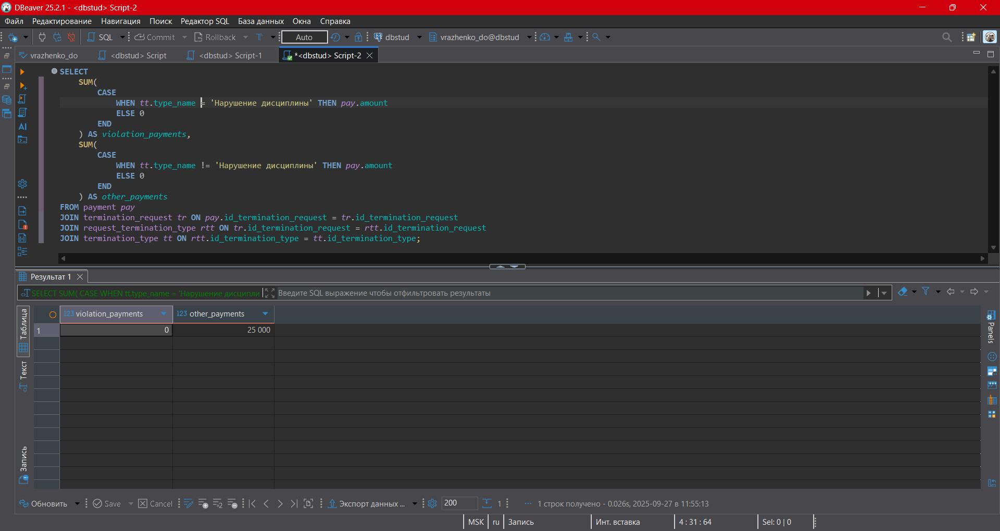 DBeaver 25.2.1 - <dbstud> Script-2
Файл Редактирование Навигация Поиск Редактор SQL База данных Окна Справка
SQL Commit Rollback T Auto dbstud vrazhenko_do@dbstud
vrazhenko_do <dbstud> Script <dbstud> Script-1 *<dbstud> Script-2
SELECT
SUM(
CASE
WHEN tt.type_name = 'Нарушение дисциплины' THEN pay.amount
ELSE 0
END
) AS violation_payments,
SUM(
CASE
WHEN tt.type_name != 'Нарушение дисциплины' THEN pay.amount
ELSE 0
END
) AS other_payments
FROM payment pay
JOIN termination_request tr ON pay.id_termination_request = tr.id_termination_request
JOIN request_termination_type rtt ON tr.id_termination_request = rtt.id_termination_request
JOIN termination_type tt ON rtt.id_termination_type = tt.id_termination_type;
AI
Результат 1
SELECT SUM( CASE WHEN tt.type_name = 'Нарушение дисципли Введите SQL выражение чтобы отфильтровать результаты
123 violation_payments 123 other_payments
1 0 25 000
Таблица
Текст
Запись
Panels
Обновить Save Cancel Экспорт данных ... 200 1 ··· 1 строк получено - 0.026s, 2025-09-27 в 11:55:13
MSK ru Запись Инт. вставка 4 : 31 : 64 Sel: 0 | 0